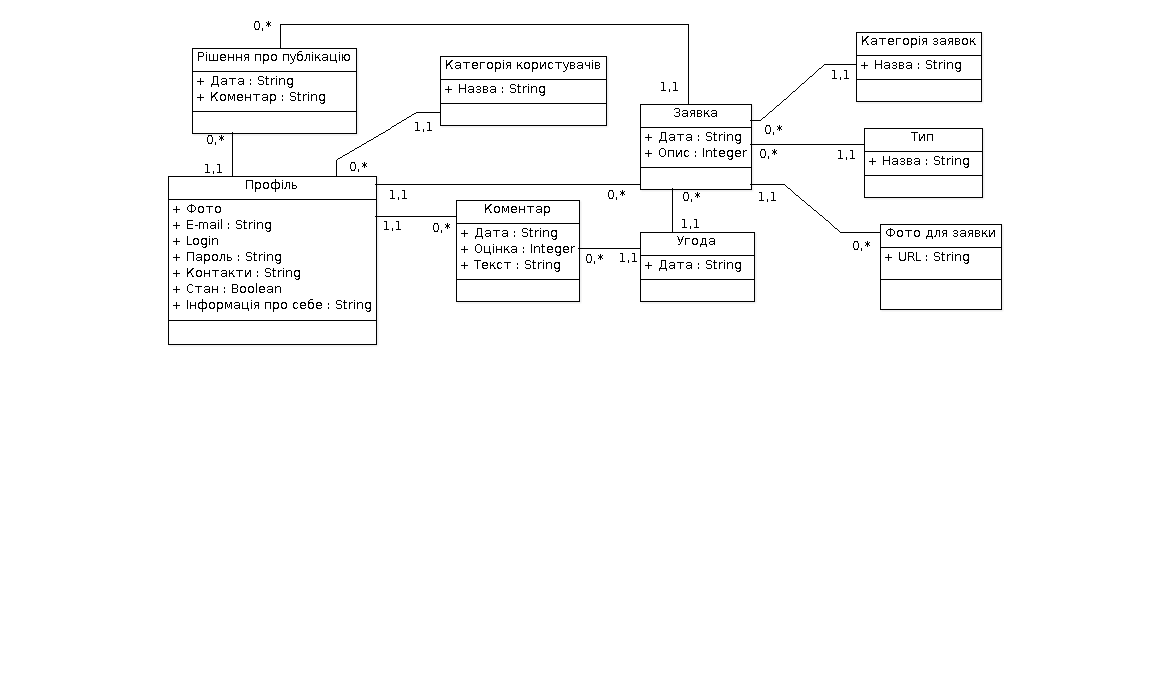 0,*
Рішення про публікацію
+ Дата : String
+ Коментар : String
0,*
1,1
Категорія користувачів
+ Назва : String
1,1
0,*
1,1
Заявка
+ Дата : String
+ Опис : Integer
Категорія заявок
+ Назва : String
1,1
0,*
Тип
+ Назва : String
0,*
1,1
Профіль
+ Фото
+ E-mail : String
+ Login
+ Пароль : String
+ Контакти : String
+ Стан : Boolean
+ Інформація про себе : String
1,1
0,*
1,1
0,*
Коментар
+ Дата : String
+ Оцінка : Integer
+ Текст : String
0,*
1,1
0,*
1,1
Угода
+ Дата : String
1,1
0,*
Фото для заявки
+ URL : String